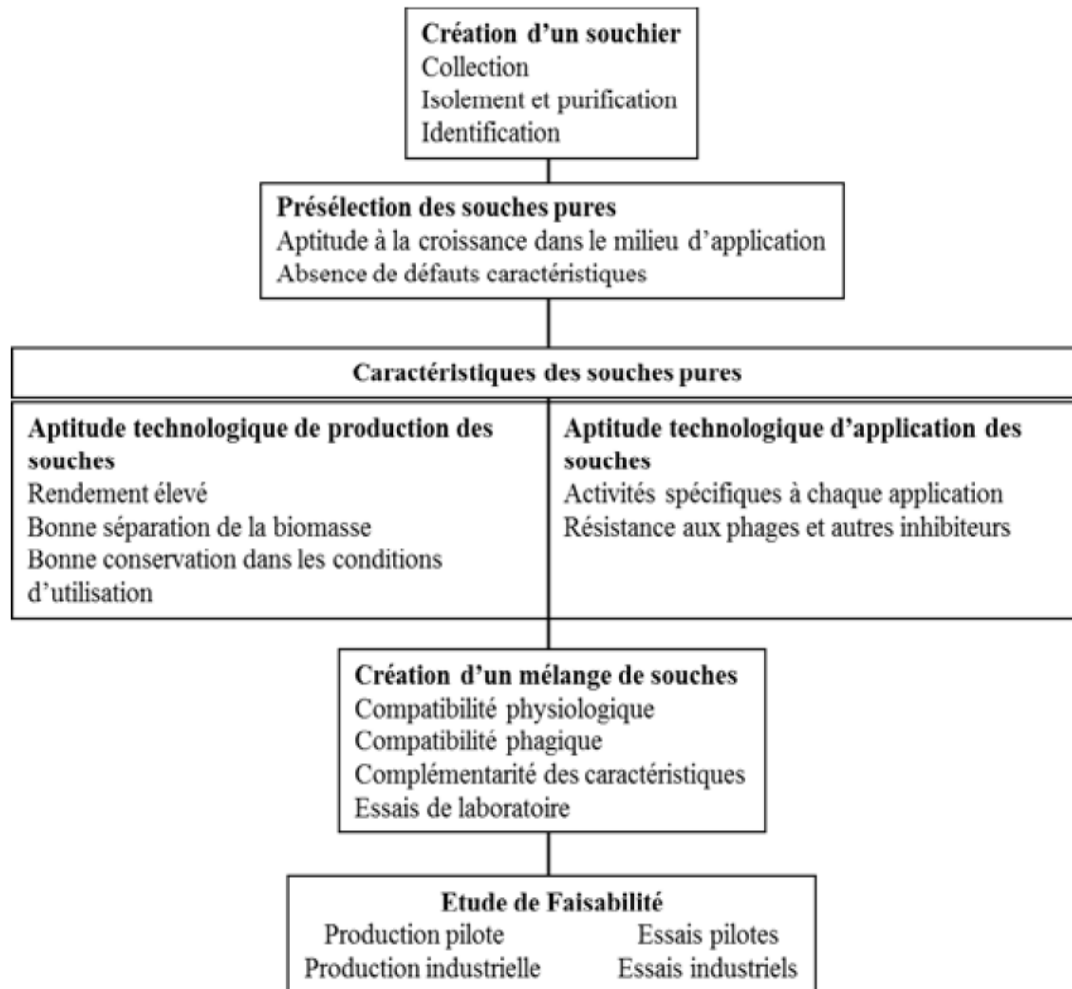 Création d’un souchier
Collection
Isolement et purification
Identification
Présélection des souches pures
Aptitude à la croissance dans le milieu d’application
Absence de défauts caractéristiques
Caractéristiques des souches pures
Aptitude technologique de production des
souches
Rendement élevé
Bonne séparation de la biomasse
Bonne conservation dans les conditions
d’utilisation
Aptitude technologique d’application des
souches
Activités spécifiques à chaque application
Résistance aux phages et autres inhibiteurs
Création d’un mélange de souches
Compatibilité physiologique
Compatibilité phagique
Complémentarité des caractéristiques
Essais de laboratoire
Etude de Faisabilité
Production pilote Essais pilotes
Production industrielle Essais industriels